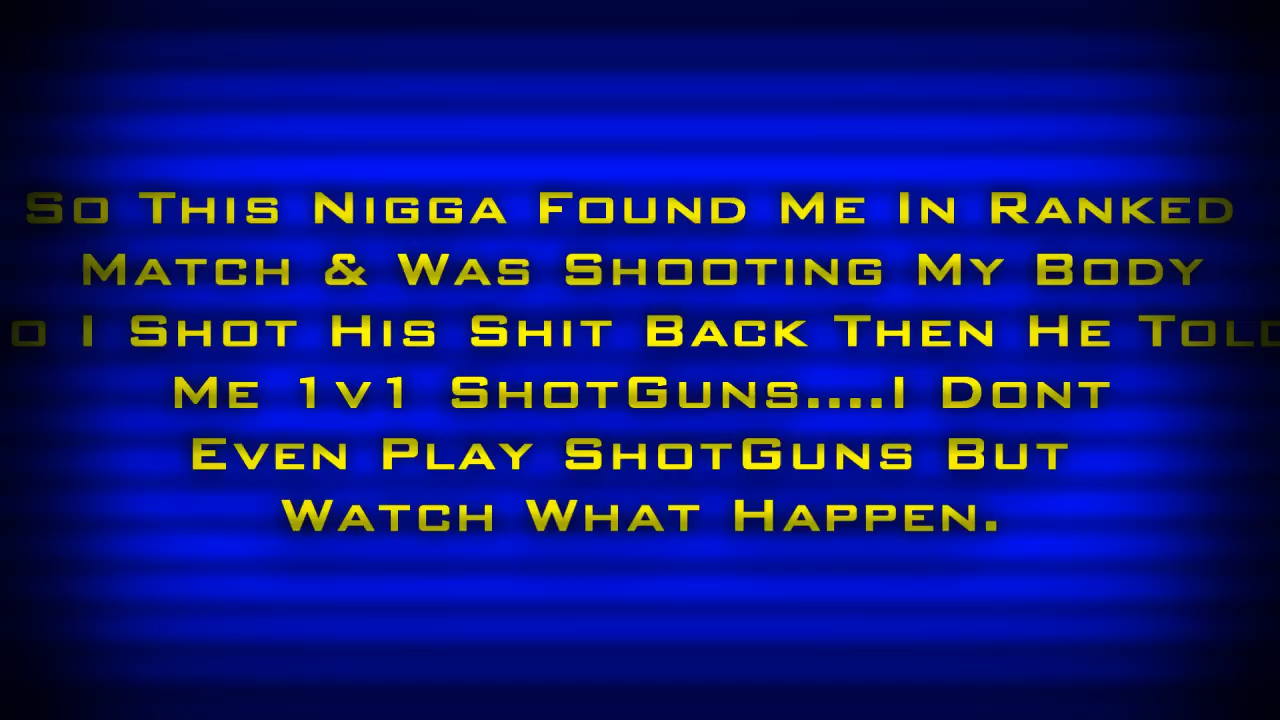 So This Nigga Found Me In Ranked
Match & Was Shooting My Body
o I Shot His Shit Back Then He Told
Me 1v1 ShotGuns....I Dont
Even Play ShotGuns But
Watch What Happen.